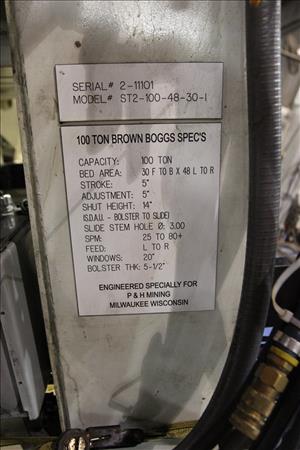 SERIAL# 2-11101
MODEL# ST2-100-48-30-I
100 TON BROWN BOGGS SPEC'S
CAPACITY: 100 TON
BED AREA: 30 F TO B X 48 L TO R
STROKE: 5"
ADJUSTMENT: 5"
SHUT HEIGHT: 14"
(S.D.A.U. - BOLSTER TO SLIDE)
SLIDE STEM HOLE Ø: 3.00
SPM: 25 TO 80+
FEED: L TO R
WINDOWS: 20"
BOLSTER THK: 5-1/2"
ENGINEERED SPECIALLY FOR
P & H MINING
MILWAUKEE WISCONSIN